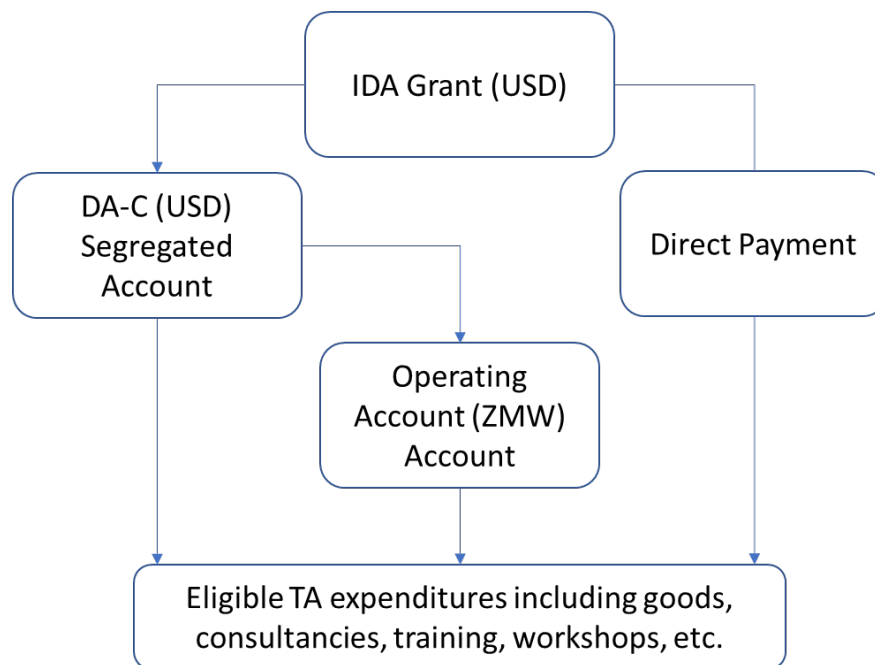 IDA Grant (USD)
DA-C (USD)
Segregated
Account
Direct Payment
Operating
Account (ZMW)
Account
Eligible TA expenditures including goods,
consultancies, training, workshops, etc.